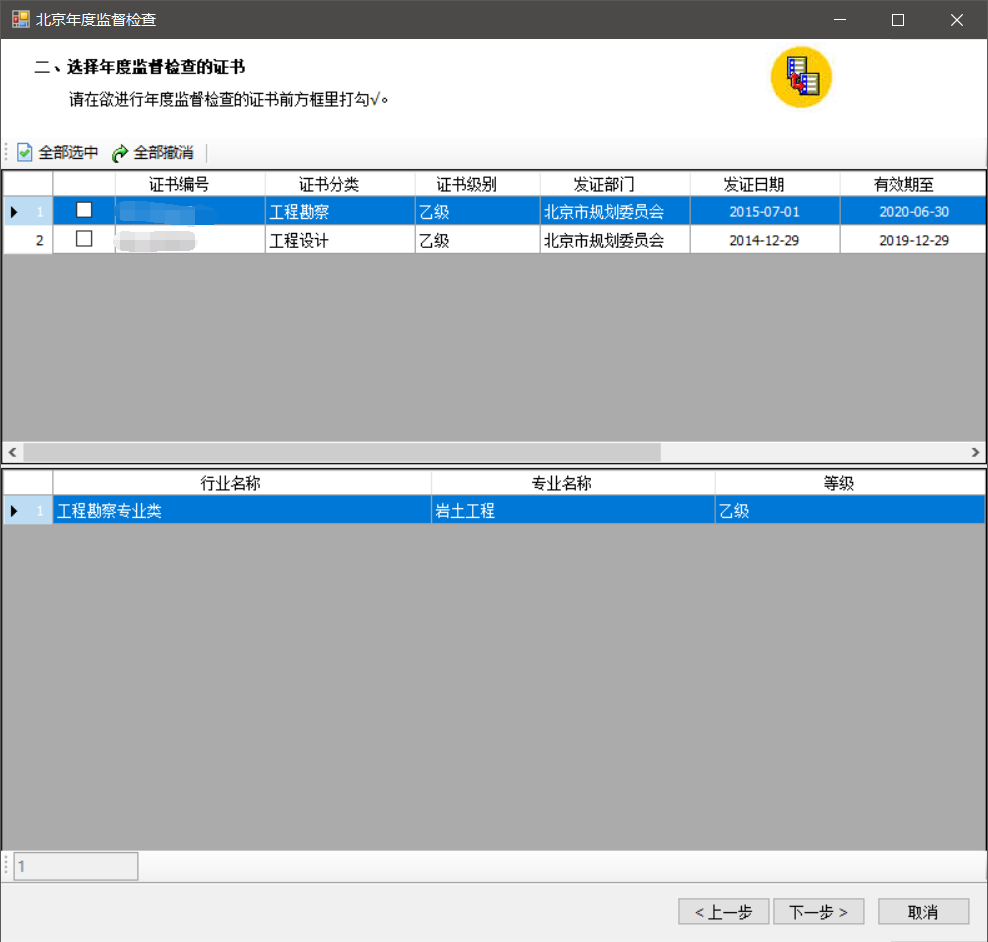 北京年度监督检查
二、选择年度监督检查的证书
请在欲进行年度监督检查的证书前方框里打勾√。
全部选中 全部撤消
证书编号 证书分类 证书级别 发证部门 发证日期 有效期至
1 工程勘察 乙级 北京市规划委员会 2015-07-01 2020-06-30
2 工程设计 乙级 北京市规划委员会 2014-12-29 2019-12-29
行业名称 专业名称 等级
1 工程勘察专业类 岩土工程 乙级
1
<上一步 下一步> 取消